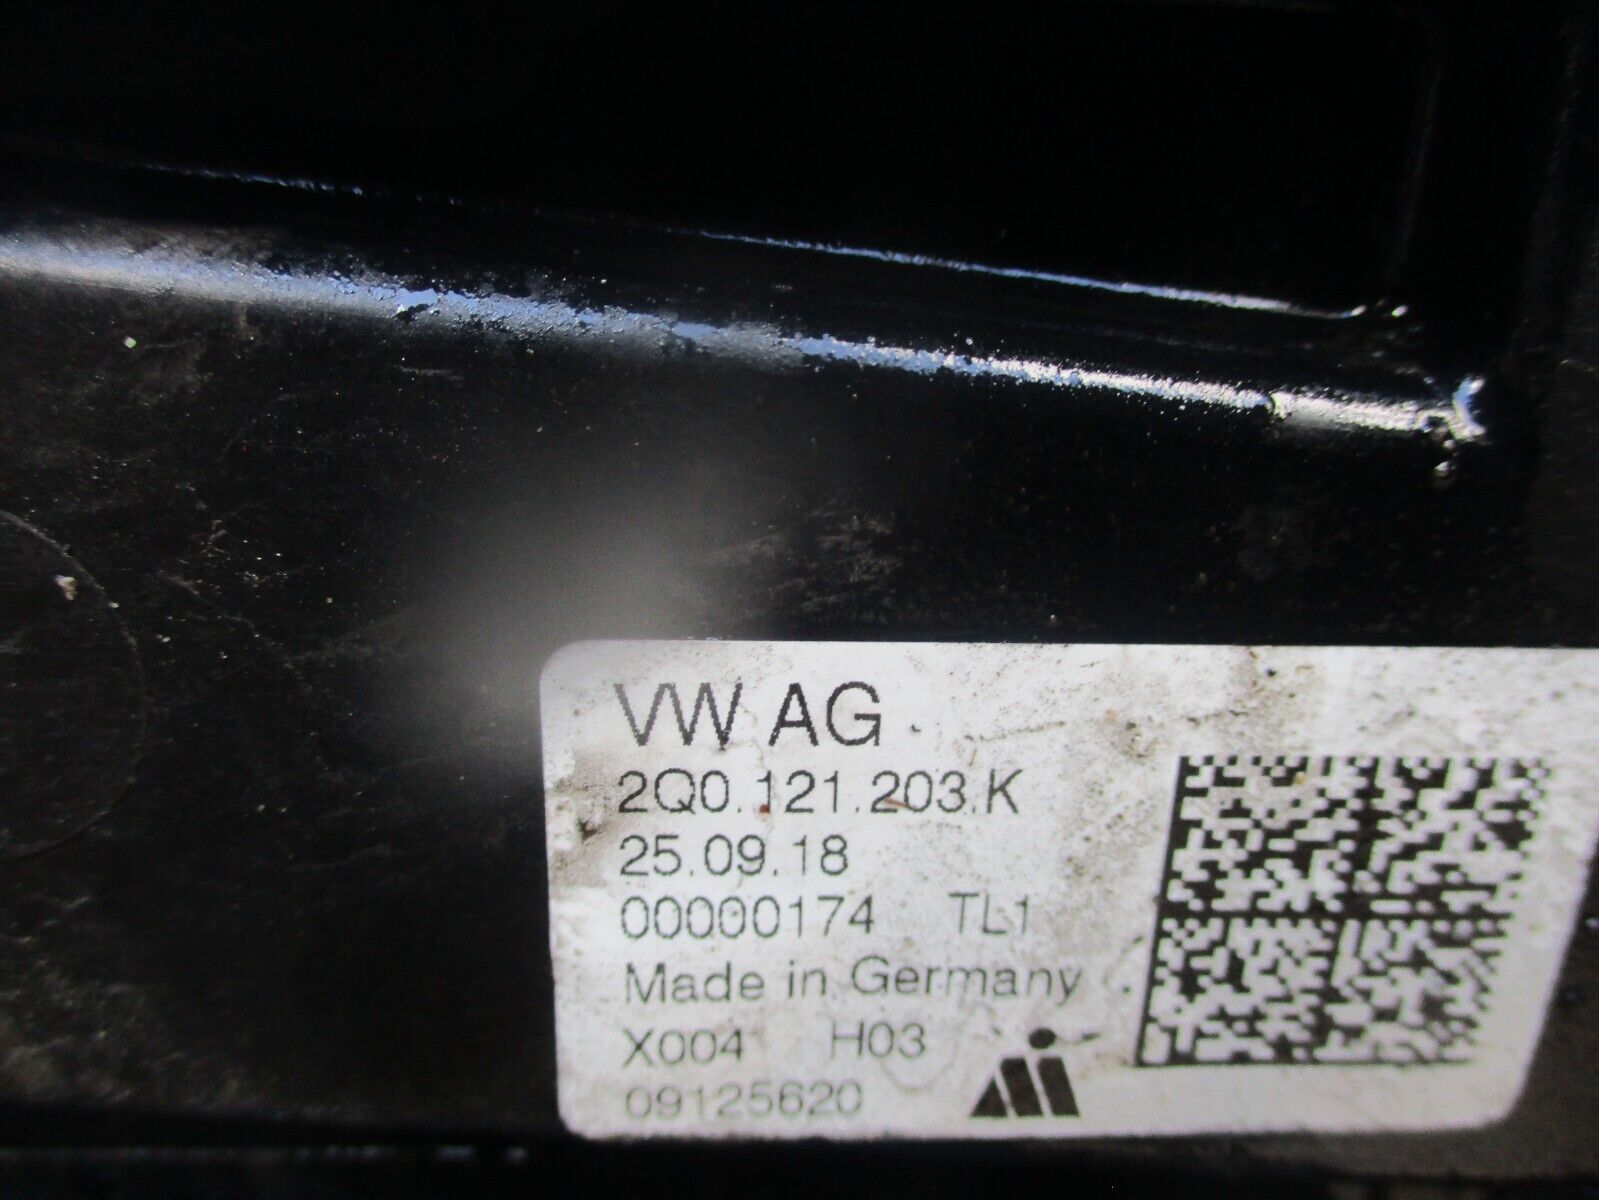 VW AG
2Q0.121.203.K
25.09.18
00000174 TL1
Made in Germany
X004 H03
09125620